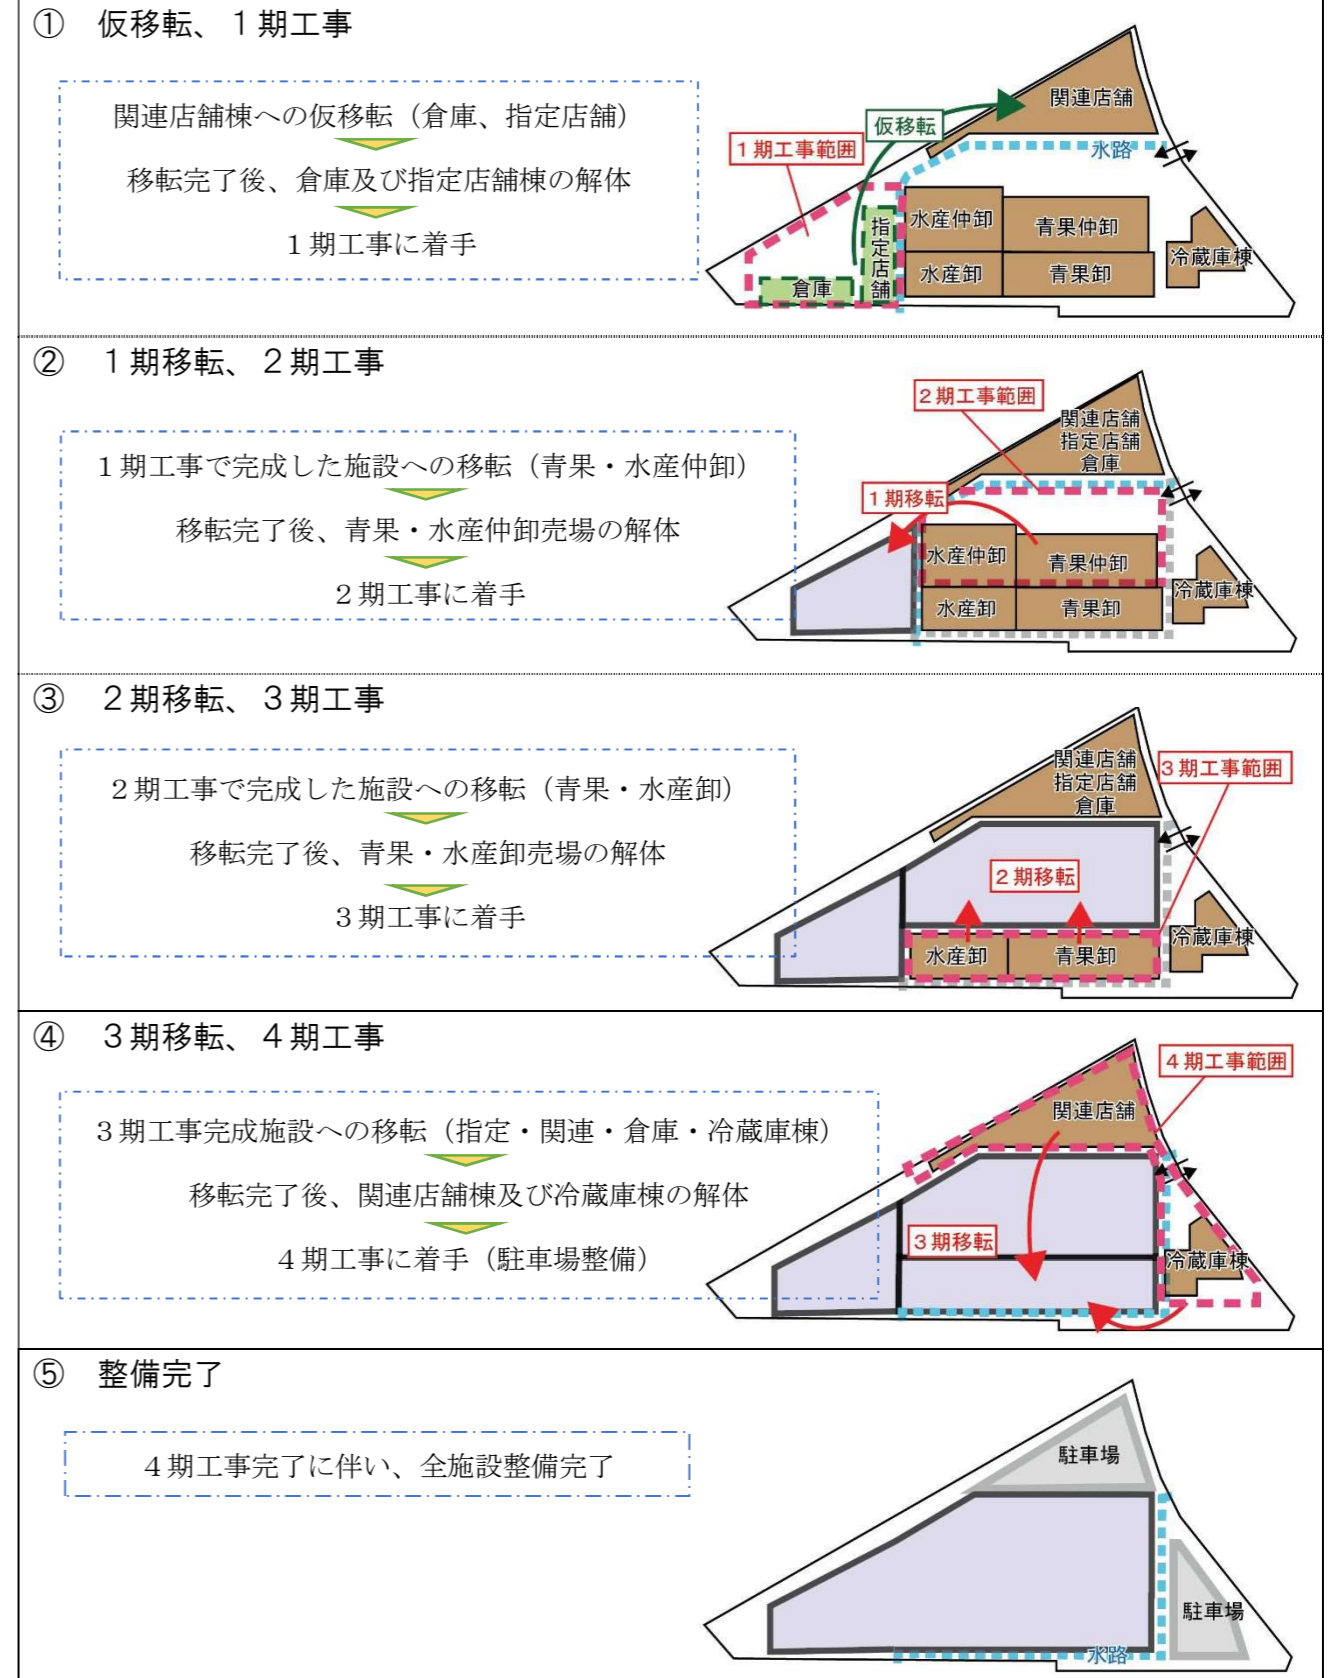 ① 仮移転、１期工事
関連店舗棟への仮移転（倉庫、指定店舗）
移転完了後、倉庫及び指定店舗棟の解体
１期工事に着手
関連店舗
仮移転
１期工事範囲
水路
指定店舗
水産仲卸
青果仲卸
冷蔵庫棟
倉庫
水産卸
青果卸
② １期移転、２期工事
１期工事で完成した施設への移転（青果・水産仲卸）
移転完了後、青果・水産仲卸売場の解体
２期工事に着手
２期工事範囲
関連店舗
指定店舗
倉庫
１期移転
水産仲卸
青果仲卸
冷蔵庫棟
水産卸
青果卸
③ ２期移転、３期工事
２期工事で完成した施設への移転（青果・水産卸）
移転完了後、青果・水産卸売場の解体
３期工事に着手
関連店舗
指定店舗
倉庫
３期工事範囲
２期移転
水産卸
青果卸
冷蔵庫棟
④ ３期移転、４期工事
３期工事完成施設への移転（指定・関連・倉庫・冷蔵庫棟）
移転完了後、関連店舗棟及び冷蔵庫棟の解体
４期工事に着手（駐車場整備）
４期工事範囲
関連店舗
３期移転
冷蔵庫棟
⑤ 整備完了
４期工事完了に伴い、全施設整備完了
駐車場
駐車場
水路